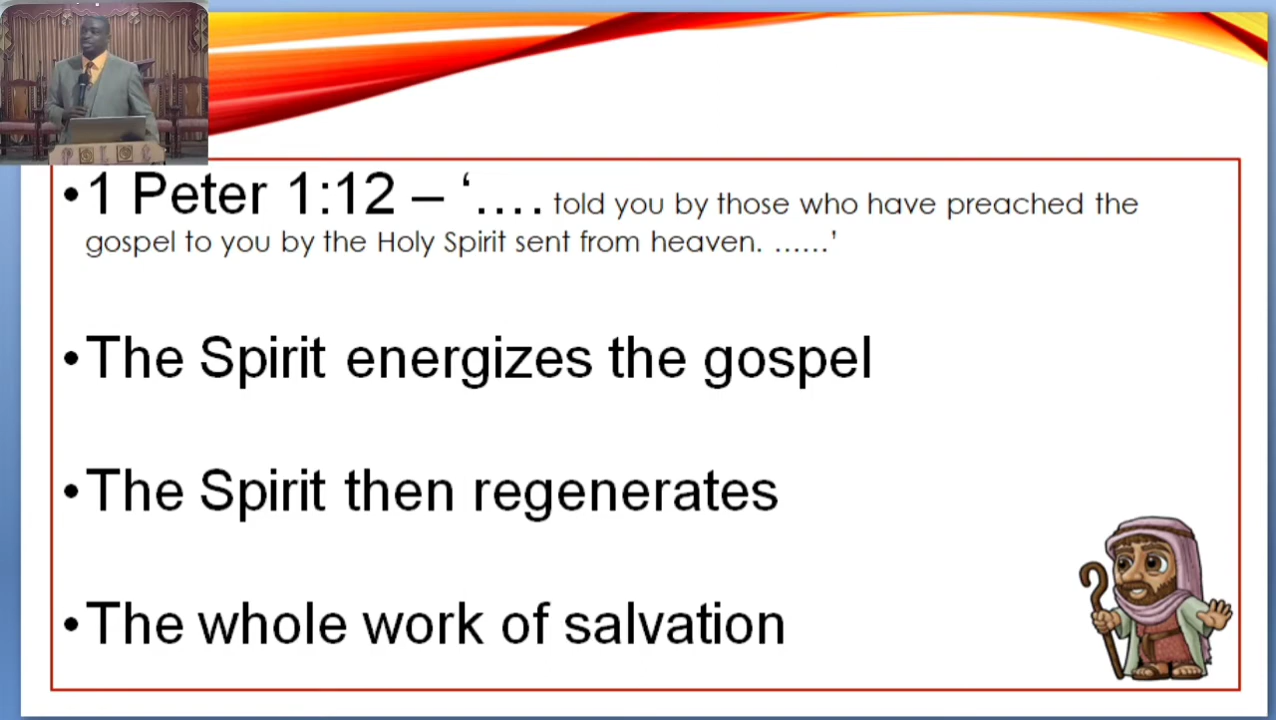 •1 Peter 1:12 – ‘…. told you by those who have preached the
gospel to you by the Holy Spirit sent from heaven. ......’
•The Spirit energizes the gospel
•The Spirit then regenerates
•The whole work of salvation